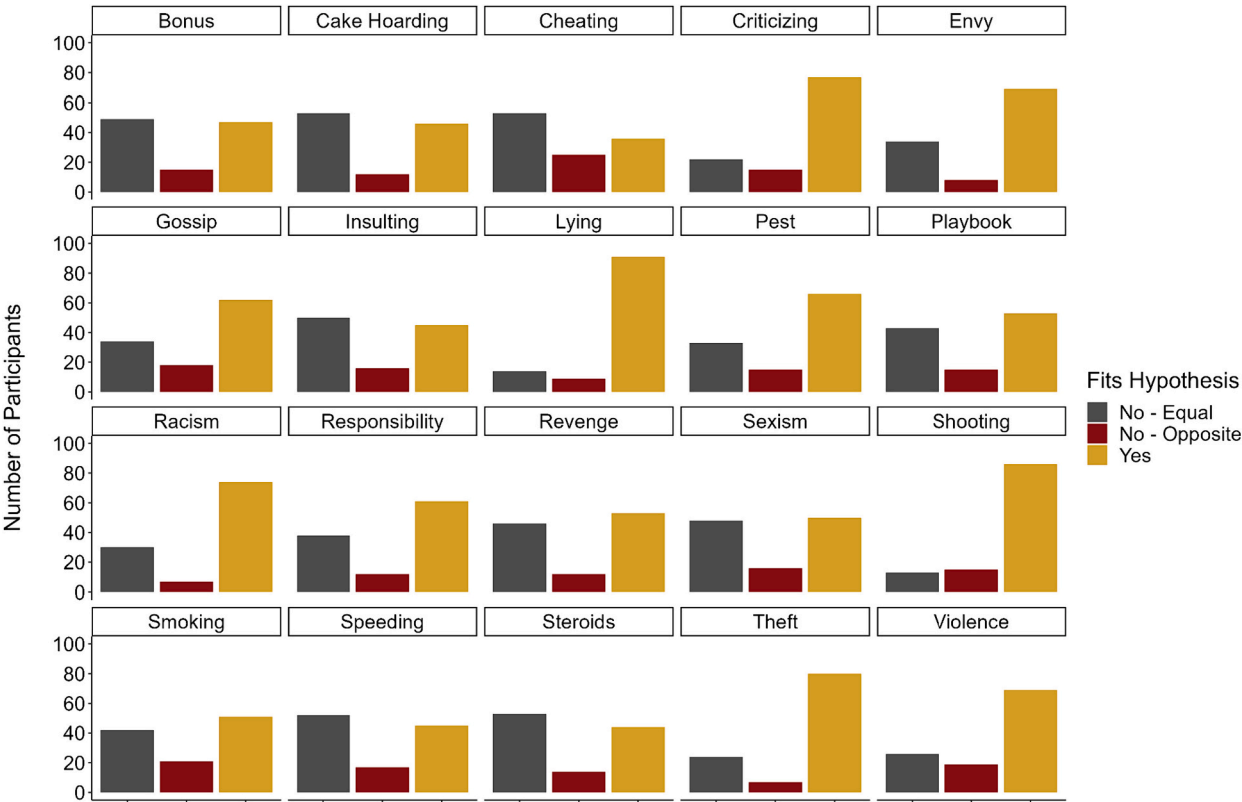 Bonus Cake Hoarding Cheating Criticizing Envy
100
80
60
40
20
0
Gossip Insulting Lying Pest Playbook
100
80
60
40
20
0
Racism Responsibility Revenge Sexism Shooting
100
80
60
40
20
0
Smoking Speeding Steroids Theft Violence
100
80
60
40
20
0
Number of Participants
Fits Hypothesis
No - Equal
No - Opposite
Yes